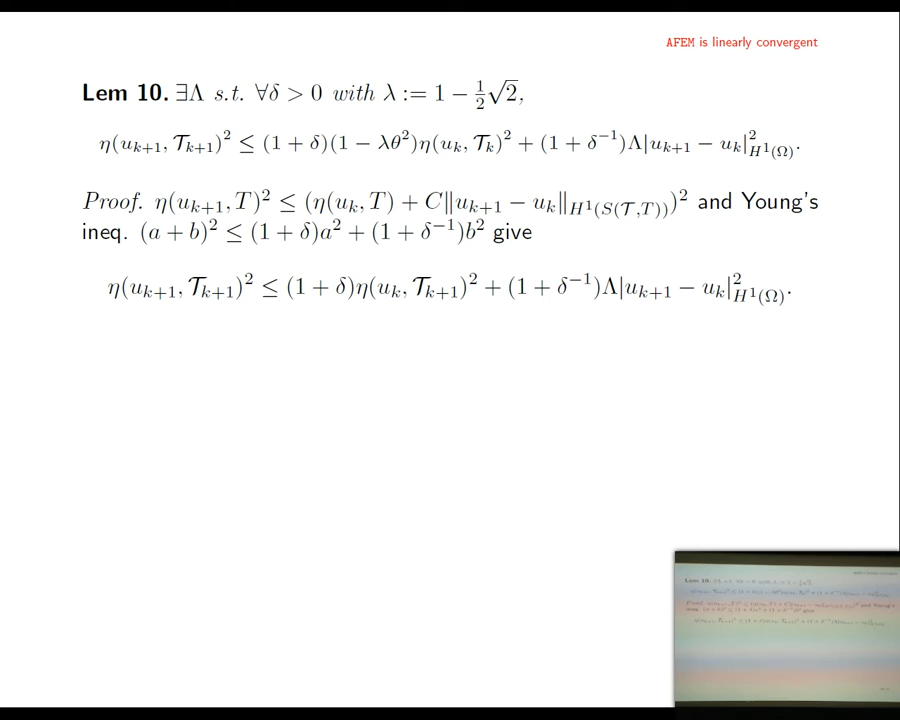 AFEM is linearly convergent
Lem 10. ∃Λ s.t. ∀δ > 0 with λ := 1 − ½√2,
η(u_{k+1}, 𝒯_{k+1})² ≤ (1 + δ)(1 − λθ²)η(u_k, 𝒯_k)² + (1 + δ⁻¹)Λ|u_{k+1} − u_k|²_{H¹(Ω)}.
Proof. η(u_{k+1}, T)² ≤ (η(u_k, T) + C‖u_{k+1} − u_k‖_{H¹(S(𝒯,T))})² and Young's
ineq. (a + b)² ≤ (1 + δ)a² + (1 + δ⁻¹)b² give
η(u_{k+1}, 𝒯_{k+1})² ≤ (1 + δ)η(u_k, 𝒯_{k+1})² + (1 + δ⁻¹)Λ|u_{k+1} − u_k|²_{H¹(Ω)}.